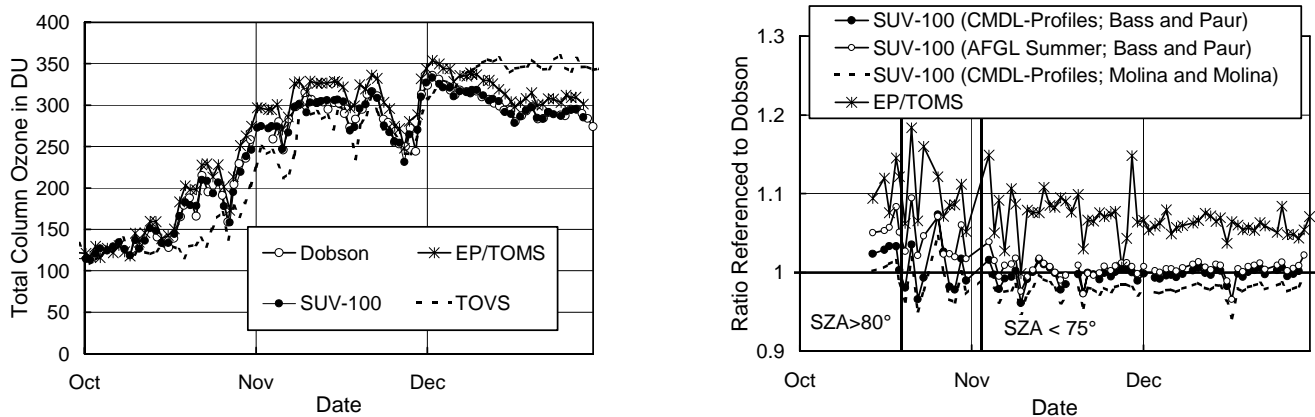 400
350
300
250
200
150
100
50
0
Total Column Ozone in DU
Dobson
EP/TOMS
SUV-100
TOVS
Oct
Nov
Dec
Date
SUV-100 (CMDL-Profiles; Bass and Paur)
SUV-100 (AFGL Summer; Bass and Paur)
SUV-100 (CMDL-Profiles; Molina and Molina)
EP/TOMS
1.3
1.2
1.1
1
0.9
Ratio Referenced to Dobson
SZA>80°
SZA < 75°
Oct
Nov
Dec
Date